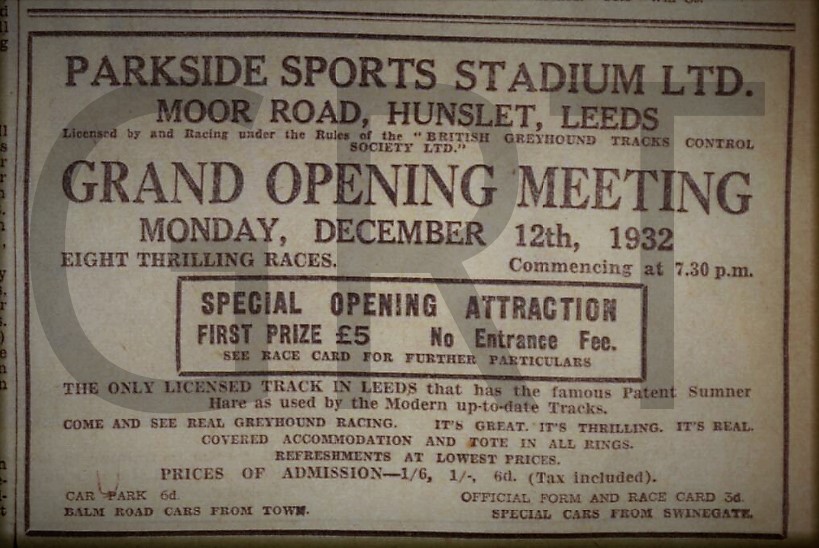 PARKSIDE SPORTS STADIUM LTD.
MOOR ROAD, HUNSLET, LEEDS
Licensed by and Racing under the Rules of the "BRITISH GREYHOUND TRACKS CONTROL
SOCIETY LTD."
GRAND OPENING MEETING
MONDAY, DECEMBER 12th, 1932
EIGHT THRILLING RACES. Commencing at 7.30 p.m.
SPECIAL OPENING ATTRACTION
FIRST PRIZE £5 No Entrance Fee.
SEE RACE CARD FOR FURTHER PARTICULARS
THE ONLY LICENSED TRACK IN LEEDS that has the famous Patent Sumner
Hare as used by the Modern up-to-date Tracks.
COME AND SEE REAL GREYHOUND RACING. IT'S GREAT. IT'S THRILLING. IT'S REAL.
COVERED ACCOMMODATION AND TOTE IN ALL RINGS.
REFRESHMENTS AT LOWEST PRICES.
PRICES OF ADMISSION—1/6, 1/-, 6d. (Tax included).
CAR PARK 6d. OFFICIAL FORM AND RACE CARD 3d.
BALM ROAD CARS FROM TOWN. SPECIAL CARS FROM SWINEGATE.
GRT